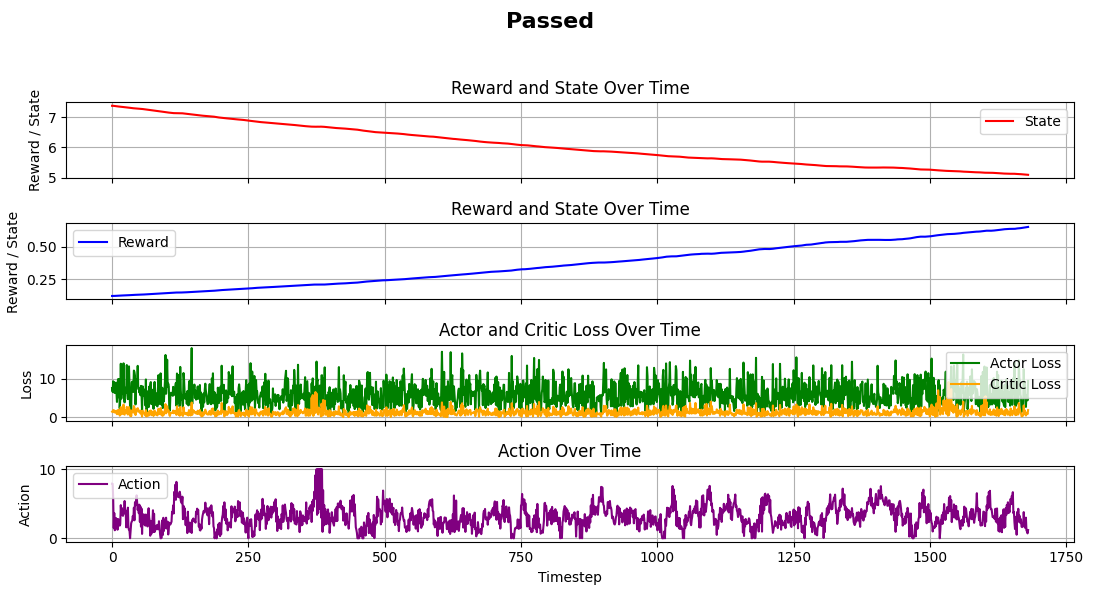 Passed
Reward and State Over Time
Reward / State
7
6
5
State
Reward and State Over Time
Reward / State
0.50
0.25
Reward
Actor and Critic Loss Over Time
Loss
10
0
Actor Loss
Critic Loss
Action Over Time
Action
10
0
Action
0 250 500 750 1000 1250 1500 1750
Timestep